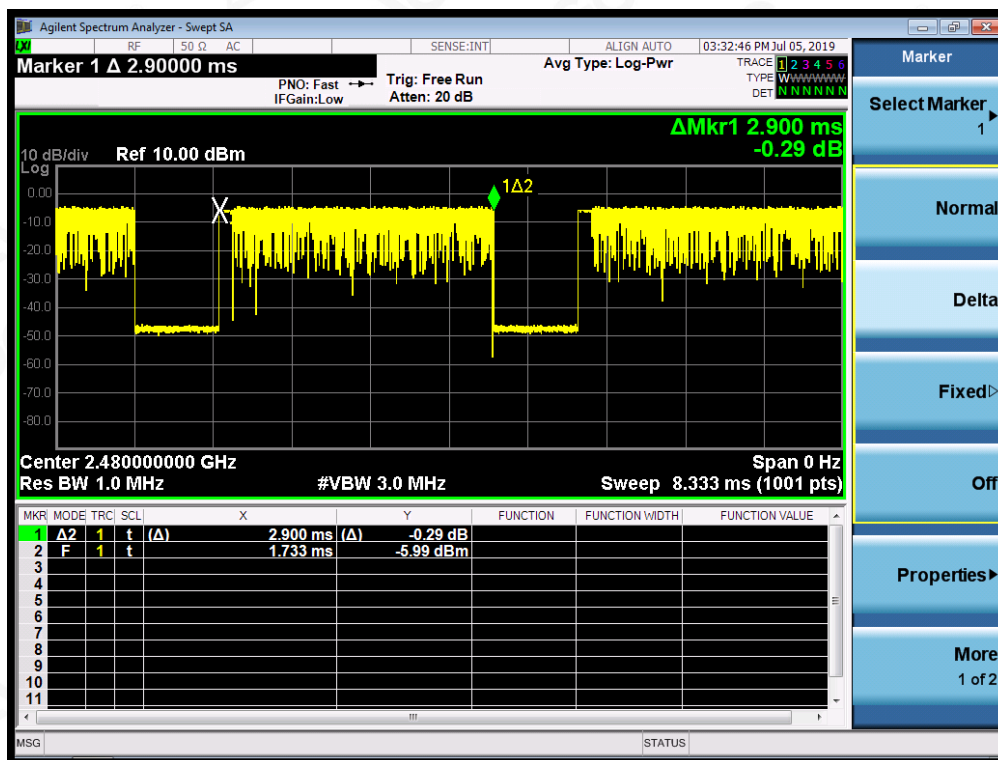 Agilent Spectrum Analyzer - Swept SA
LXI RF 50 Ω AC SENSE:INT ALIGN AUTO 03:32:46 PM Jul 05, 2019
Marker 1 Δ 2.90000 ms
PNO: Fast
IFGain:Low
Trig: Free Run
Atten: 20 dB
Avg Type: Log-Pwr
TRACE 1 2 3 4 5 6
TYPE WWWWWWW
DET N N N N N N
ΔMkr1 2.900 ms
-0.29 dB
10 dB/div Ref 10.00 dBm
Log
0.00
-10.0
-20.0
-30.0
-40.0
-50.0
-60.0
-70.0
-80.0
1Δ2
X
Center 2.480000000 GHz Span 0 Hz
Res BW 1.0 MHz #VBW 3.0 MHz Sweep 8.333 ms (1001 pts)
MKR MODE TRC SCL X Y FUNCTION FUNCTION WIDTH FUNCTION VALUE
1 Δ2 1 t (Δ) 2.900 ms (Δ) -0.29 dB
2 F 1 t 1.733 ms -5.99 dBm
3
4
5
6
7
8
9
10
11
MSG STATUS
Marker
Select Marker
1
Normal
Delta
Fixed
Off
Properties
More
1 of 2